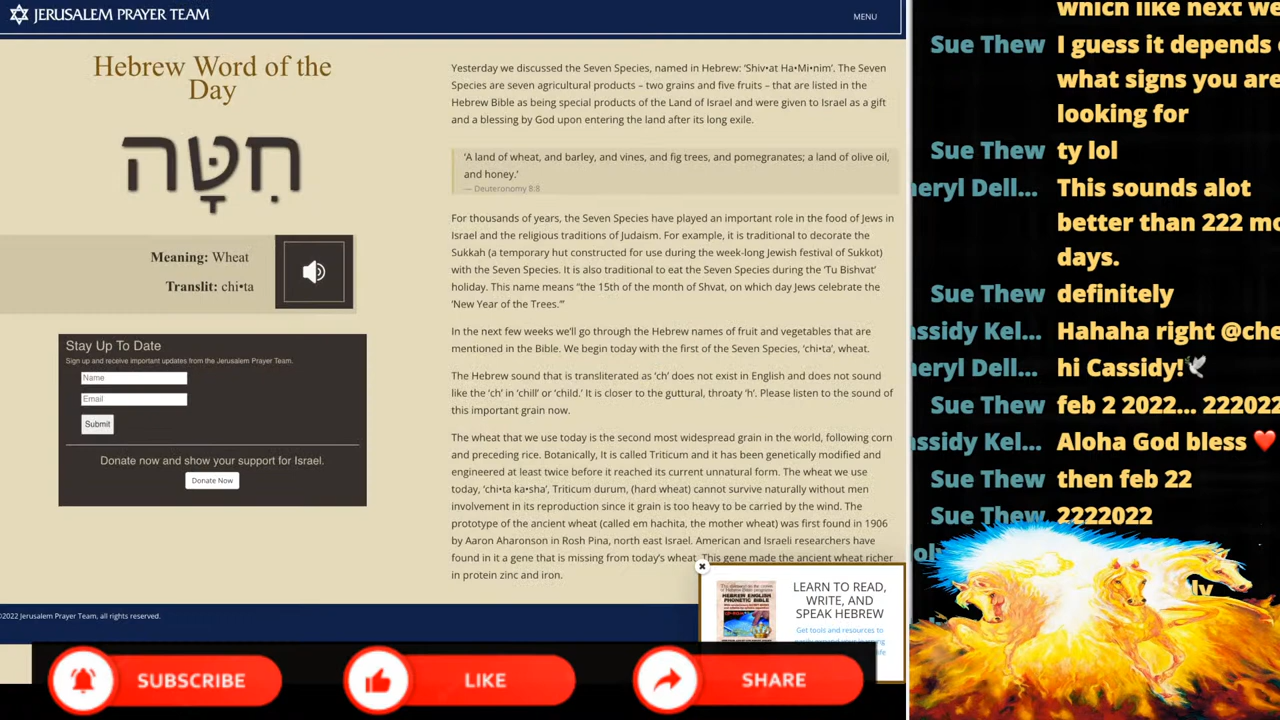 JERUSALEM PRAYER TEAM
MENU
Hebrew Word of the
Day
חִטָּה
Meaning: Wheat
Translit: chi•ta
Stay Up To Date
Sign up and receive important updates from the Jerusalem Prayer Team.
Name
Email
Submit
Donate now and show your support for Israel.
Donate Now
Yesterday we discussed the Seven Species, named in Hebrew: ‘Shiv•at Ha•Mi•nim’. The Seven
Species are seven agricultural products – two grains and five fruits – that are listed in the
Hebrew Bible as being special products of the Land of Israel and were given to Israel as a gift
and a blessing by God upon entering the land after its long exile.
‘A land of wheat, and barley, and vines, and fig trees, and pomegranates; a land of olive oil,
and honey.’
— Deuteronomy 8:8
For thousands of years, the Seven Species have played an important role in the food of Jews in
Israel and the religious traditions of Judaism. For example, it is traditional to decorate the
Sukkah (a temporary hut constructed for use during the week-long Jewish festival of Sukkot)
with the Seven Species. It is also traditional to eat the Seven Species during the ‘Tu Bishvat’
holiday. This name means “the 15th of the month of Shvat, on which day Jews celebrate the
‘New Year of the Trees.’”
In the next few weeks we’ll go through the Hebrew names of fruit and vegetables that are
mentioned in the Bible. We begin today with the first of the Seven Species, ‘chi•ta’, wheat.
The Hebrew sound that is transliterated as ‘ch’ does not exist in English and does not sound
like the ‘ch’ in ‘chill’ or ‘child.’ It is closer to the guttural, throaty ‘h’. Please listen to the sound of
this important grain now.
The wheat that we use today is the second most widespread grain in the world, following corn
and preceding rice. Botanically, It is called Triticum and it has been genetically modified and
engineered at least twice before it reached its current unnatural form. The wheat we use
today, ‘chi•ta ka•sha’, Triticum durum, (hard wheat) cannot survive naturally without men
involvement in its reproduction since it grain is too heavy to be carried by the wind. The
prototype of the ancient wheat (called em hachita, the mother wheat) was first found in 1906
by Aaron Aharonson in Rosh Pina, north east Israel. American and Israeli researchers have
found in it a gene that is missing from today’s wheat. This gene made the ancient wheat richer
in protein zinc and iron.
©2022 Jerusalem Prayer Team, all rights reserved.
HEBREW ENGLISH
PHONETIC BIBLE
LEARN TO READ,
WRITE, AND
SPEAK HEBREW
Get tools and resources to
SUBSCRIBE
LIKE
SHARE
which like next we
Sue Thew I guess it depends
what signs you are
looking for
Sue Thew ty lol
eryl Dell... This sounds alot
better than 222 mo
days.
Sue Thew definitely
assidy Kel... Hahaha right @che
eryl Dell... hi Cassidy!🕊
Sue Thew feb 2 2022... 222022
assidy Kel... Aloha God bless ❤
Sue Thew then feb 22
Sue Thew 2222022